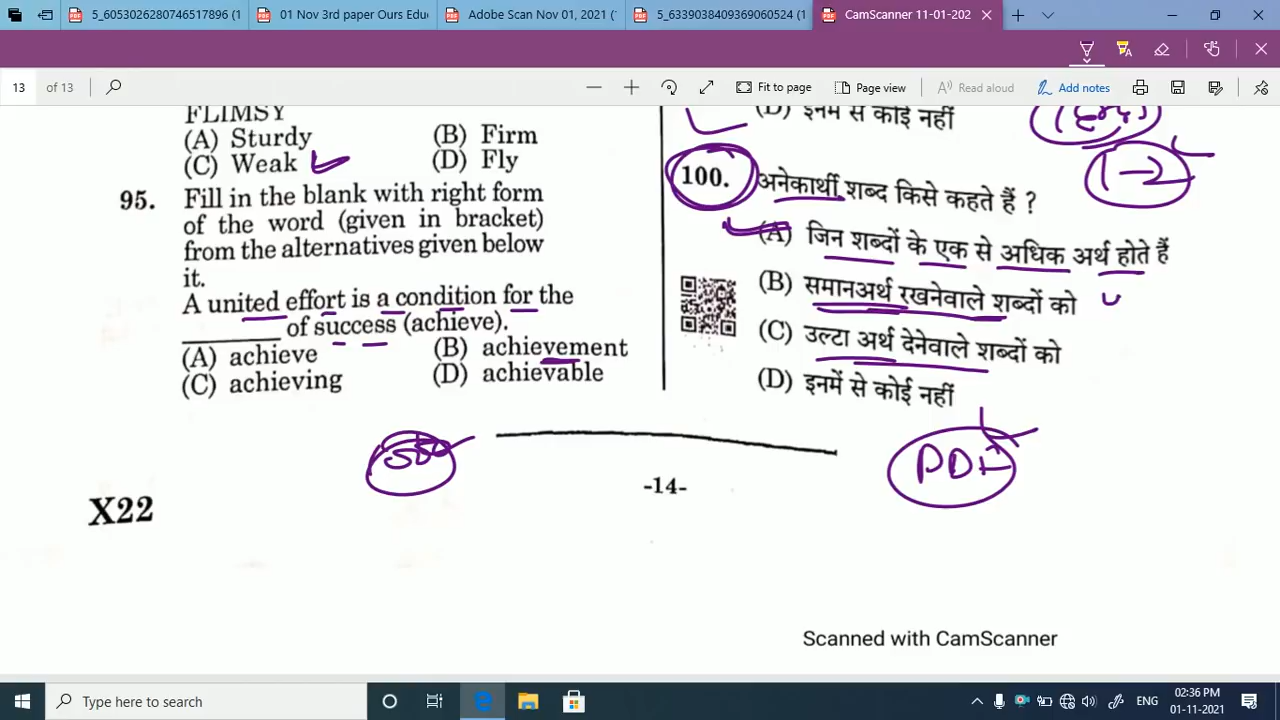 5_6053026280746517896 (1
01 Nov 3rd paper Ours Edu
Adobe Scan Nov 01, 2021 (1
5_6339038409369060524 (1
CamScanner 11-01-202
13 of 13
Fit to page
Page view
Read aloud
Add notes
FLIMSY
(A) Sturdy (B) Firm
(C) Weak (D) Fly
95. Fill in the blank with right form
of the word (given in bracket)
from the alternatives given below
it.
A united effort is a condition for the
________ of success (achieve).
(A) achieve (B) achievement
(C) achieving (D) achievable
(D) इनमें से कोई नहीं
1-2
100. अनेकार्थी शब्द किसे कहते हैं ?
(A) जिन शब्दों के एक से अधिक अर्थ होते हैं
(B) समानअर्थ रखनेवाले शब्दों को
(C) उल्टा अर्थ देनेवाले शब्दों को
(D) इनमें से कोई नहीं
PDF
X22
-14-
Scanned with CamScanner
Type here to search
ENG
02:36 PM
01-11-2021